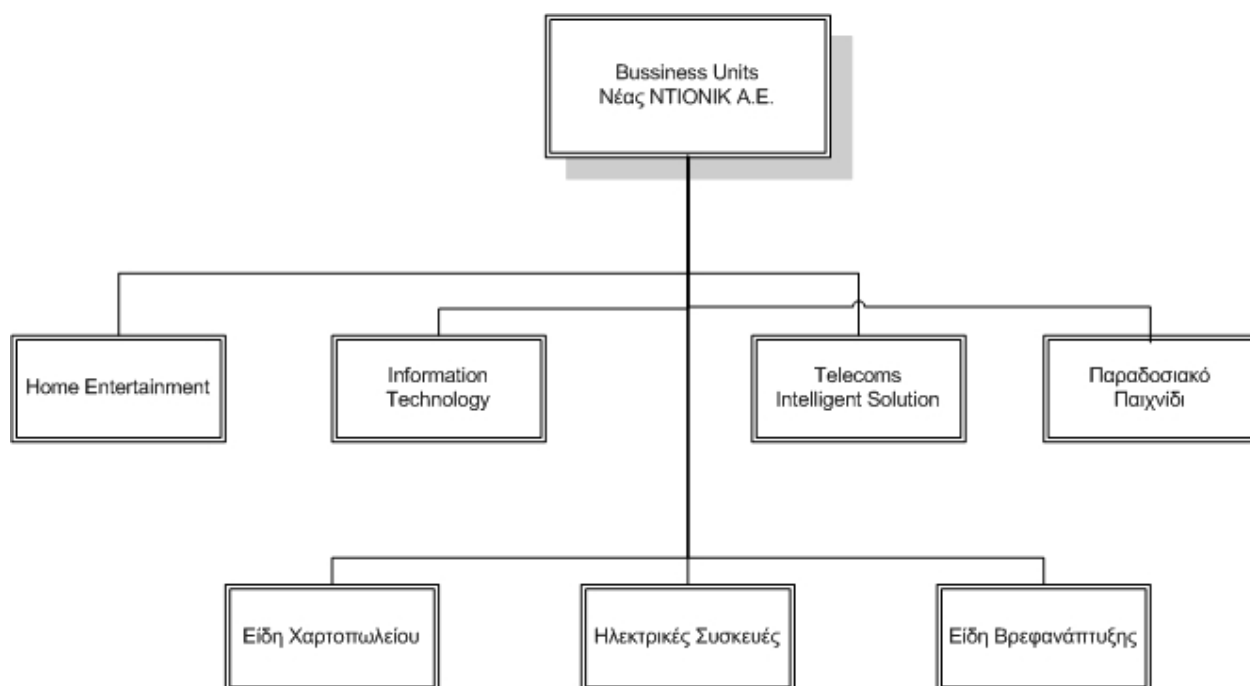 Bussiness Units
Νέας ΝΤΙΟΝΙΚ Α.Ε.
Home Entertainment
Information
Technology
Telecoms
Intelligent Solution
Παραδοσιακό
Παιχνίδι
Είδη Χαρτοπωλείου
Ηλεκτρικές Συσκευές
Είδη Βρεφανάπτυξης